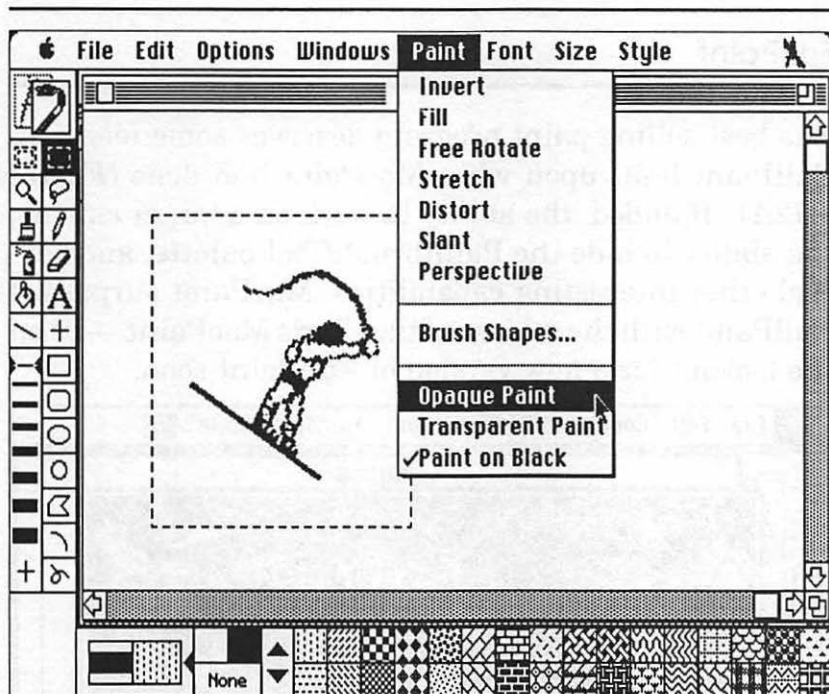 File Edit Options Windows Paint Font Size Style
Invert
Fill
Free Rotate
Stretch
Distort
Slant
Perspective
Brush Shapes...
Opaque Paint
Transparent Paint
✓Paint on Black
A
None